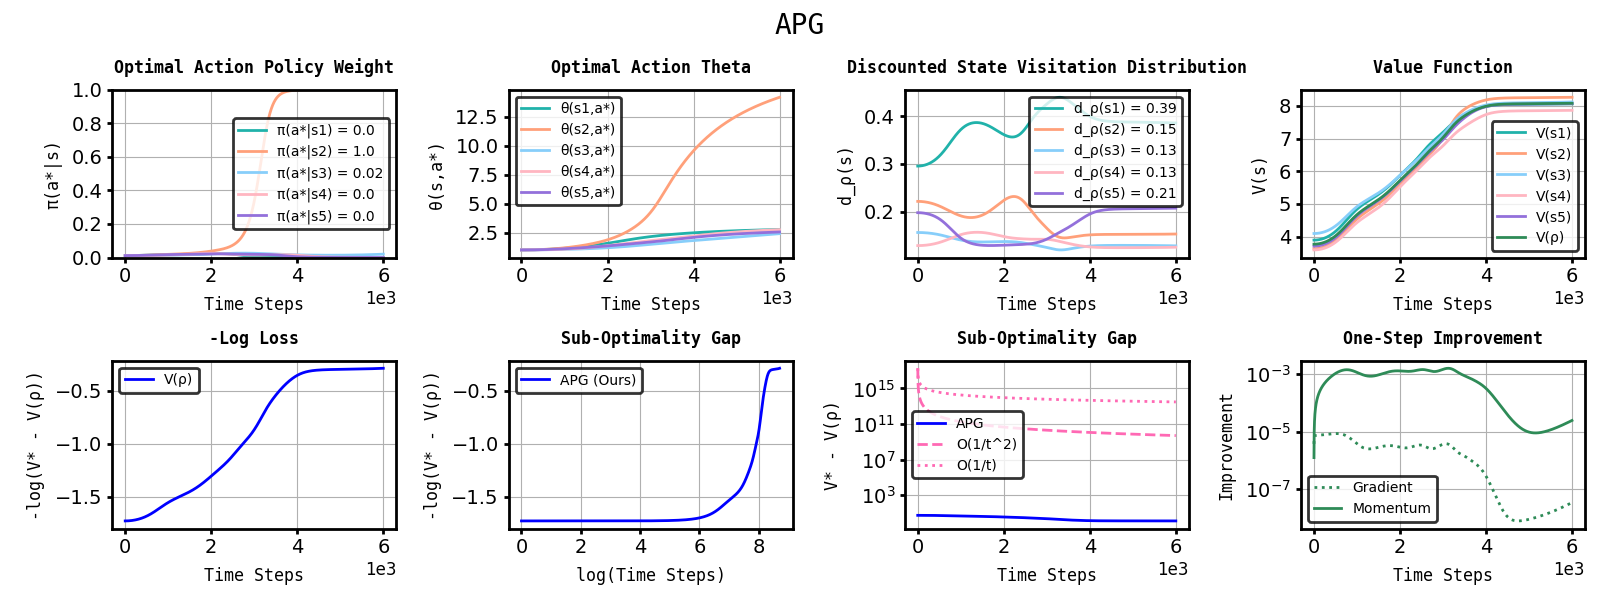 APG
Optimal Action Policy Weight
π(a*|s)
1.0
0.8
0.6
0.4
0.2
0.0
π(a*|s1) = 0.0
π(a*|s2) = 1.0
π(a*|s3) = 0.02
π(a*|s4) = 0.0
π(a*|s5) = 0.0
0 2 4 6
1e3
Time Steps
Optimal Action Theta
θ(s,a*)
12.5
10.0
7.5
5.0
2.5
θ(s1,a*)
θ(s2,a*)
θ(s3,a*)
θ(s4,a*)
θ(s5,a*)
0 2 4 6
1e3
Time Steps
Discounted State Visitation Distribution
d_ρ(s)
0.4
0.3
0.2
d_ρ(s1) = 0.39
d_ρ(s2) = 0.15
d_ρ(s3) = 0.13
d_ρ(s4) = 0.13
d_ρ(s5) = 0.21
0 2 4 6
1e3
Time Steps
Value Function
V(s)
8
7
6
5
4
V(s1)
V(s2)
V(s3)
V(s4)
V(s5)
V(ρ)
0 2 4 6
1e3
Time Steps
-Log Loss
-log(V* - V(ρ))
−0.5
−1.0
−1.5
V(ρ)
0 2 4 6
1e3
Time Steps
Sub-Optimality Gap
-log(V* - V(ρ))
−0.5
−1.0
−1.5
APG (Ours)
0 2 4 6 8
log(Time Steps)
Sub-Optimality Gap
V* - V(ρ)
10^15
10^11
10^7
10^3
APG
O(1/t^2)
O(1/t)
0 2 4 6
1e3
Time Steps
One-Step Improvement
Improvement
10^−3
10^−5
10^−7
Gradient
Momentum
0 2 4 6
1e3
Time Steps